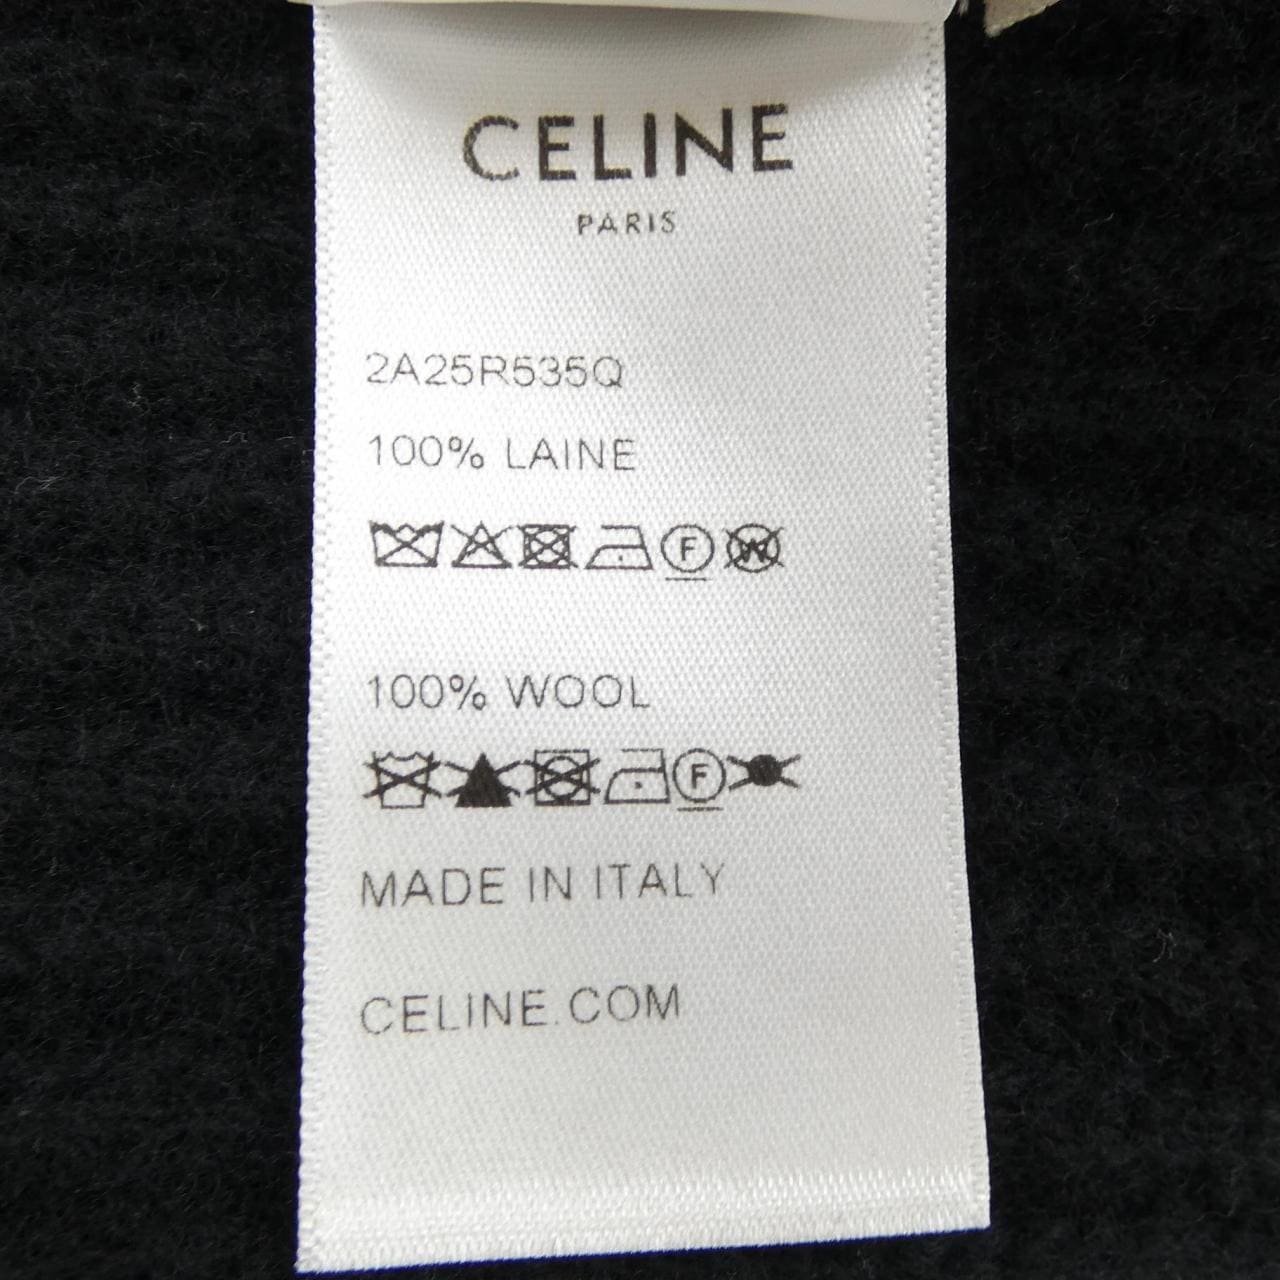 CELINE
PARIS
2A25R535Q
100% LAINE
F W
100% WOOL
F
MADE IN ITALY
CELINE.COM